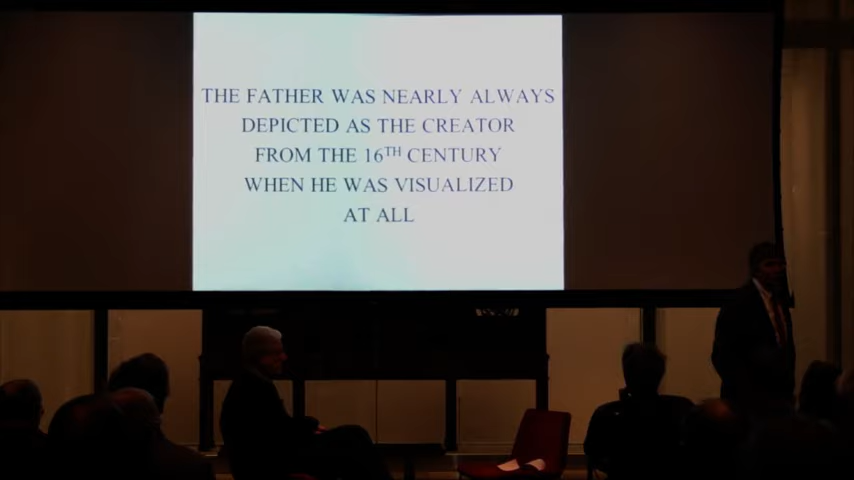 THE FATHER WAS NEARLY ALWAYS
DEPICTED AS THE CREATOR
FROM THE 16TH CENTURY
WHEN HE WAS VISUALIZED
AT ALL